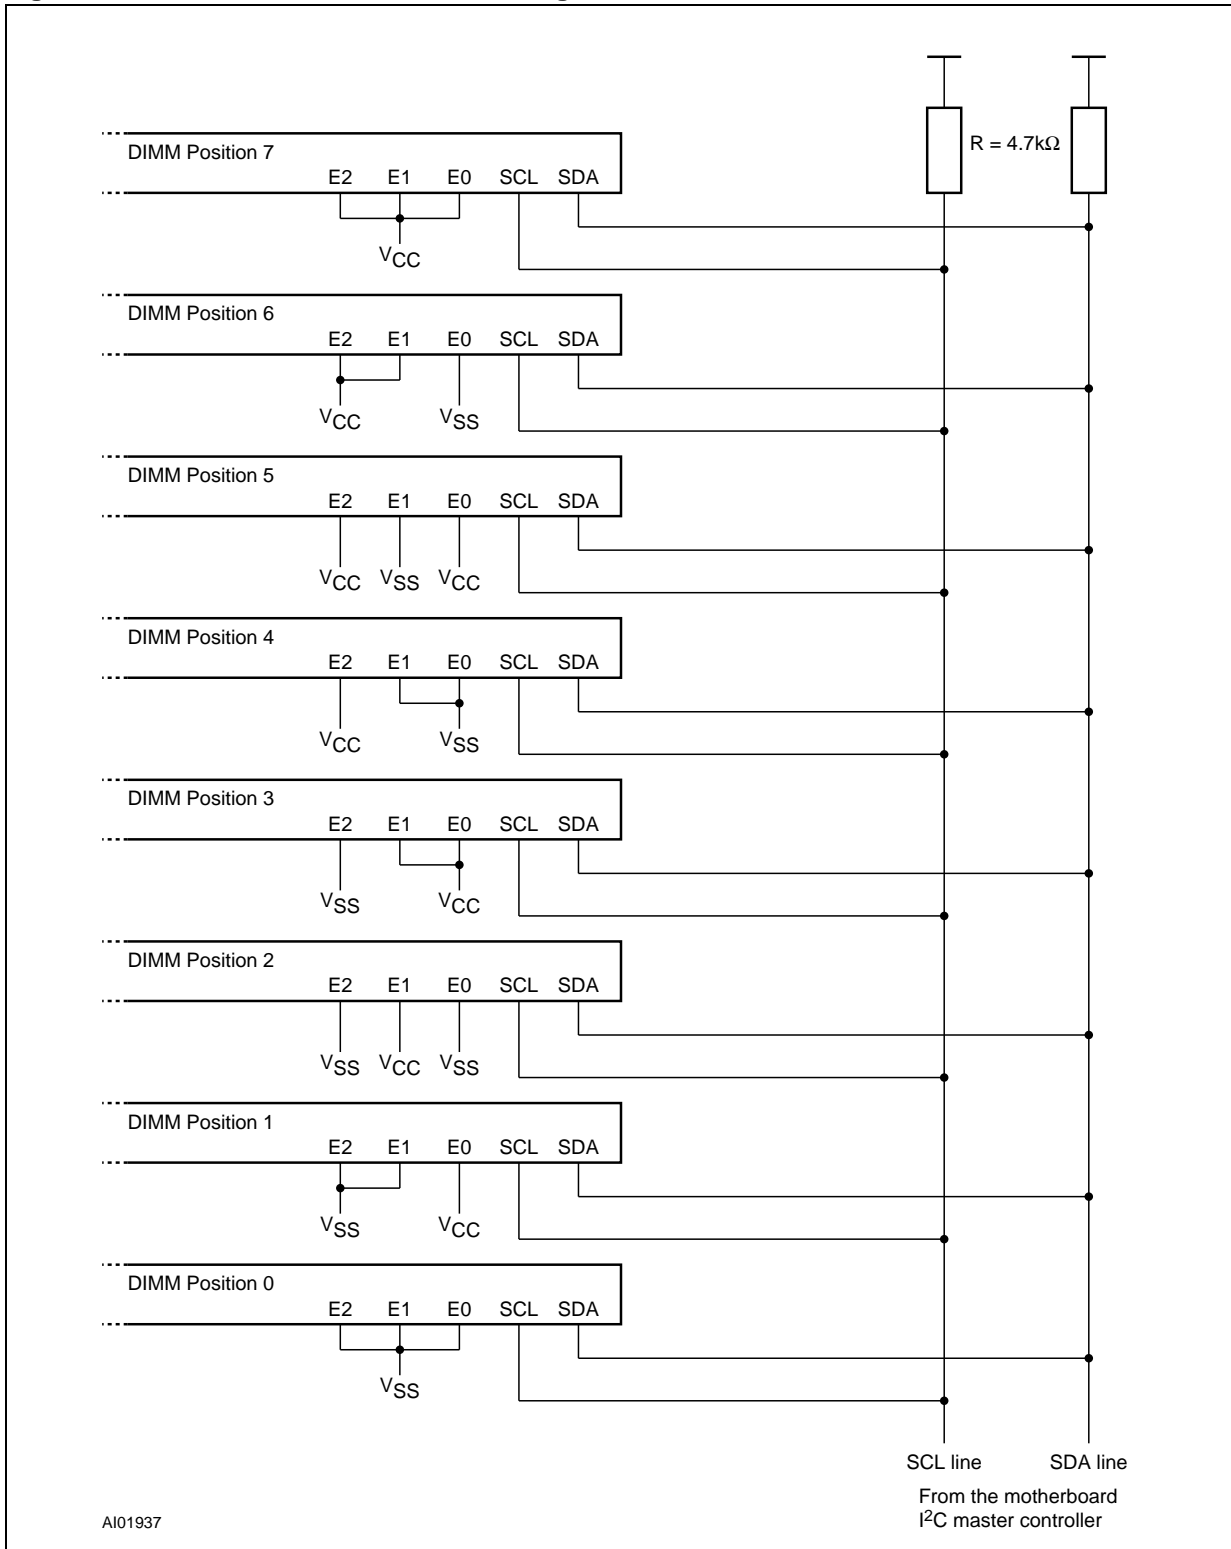 R = 4.7kΩ
DIMM Position 7
E2 E1 E0 SCL SDA
VCC
DIMM Position 6
E2 E1 E0 SCL SDA
VCC VSS
DIMM Position 5
E2 E1 E0 SCL SDA
VCC VSS VCC
DIMM Position 4
E2 E1 E0 SCL SDA
VCC VSS
DIMM Position 3
E2 E1 E0 SCL SDA
VSS VCC
DIMM Position 2
E2 E1 E0 SCL SDA
VSS VCC VSS
DIMM Position 1
E2 E1 E0 SCL SDA
VSS VCC
DIMM Position 0
E2 E1 E0 SCL SDA
VSS
SCL line SDA line
From the motherboard
I2C master controller
AI01937